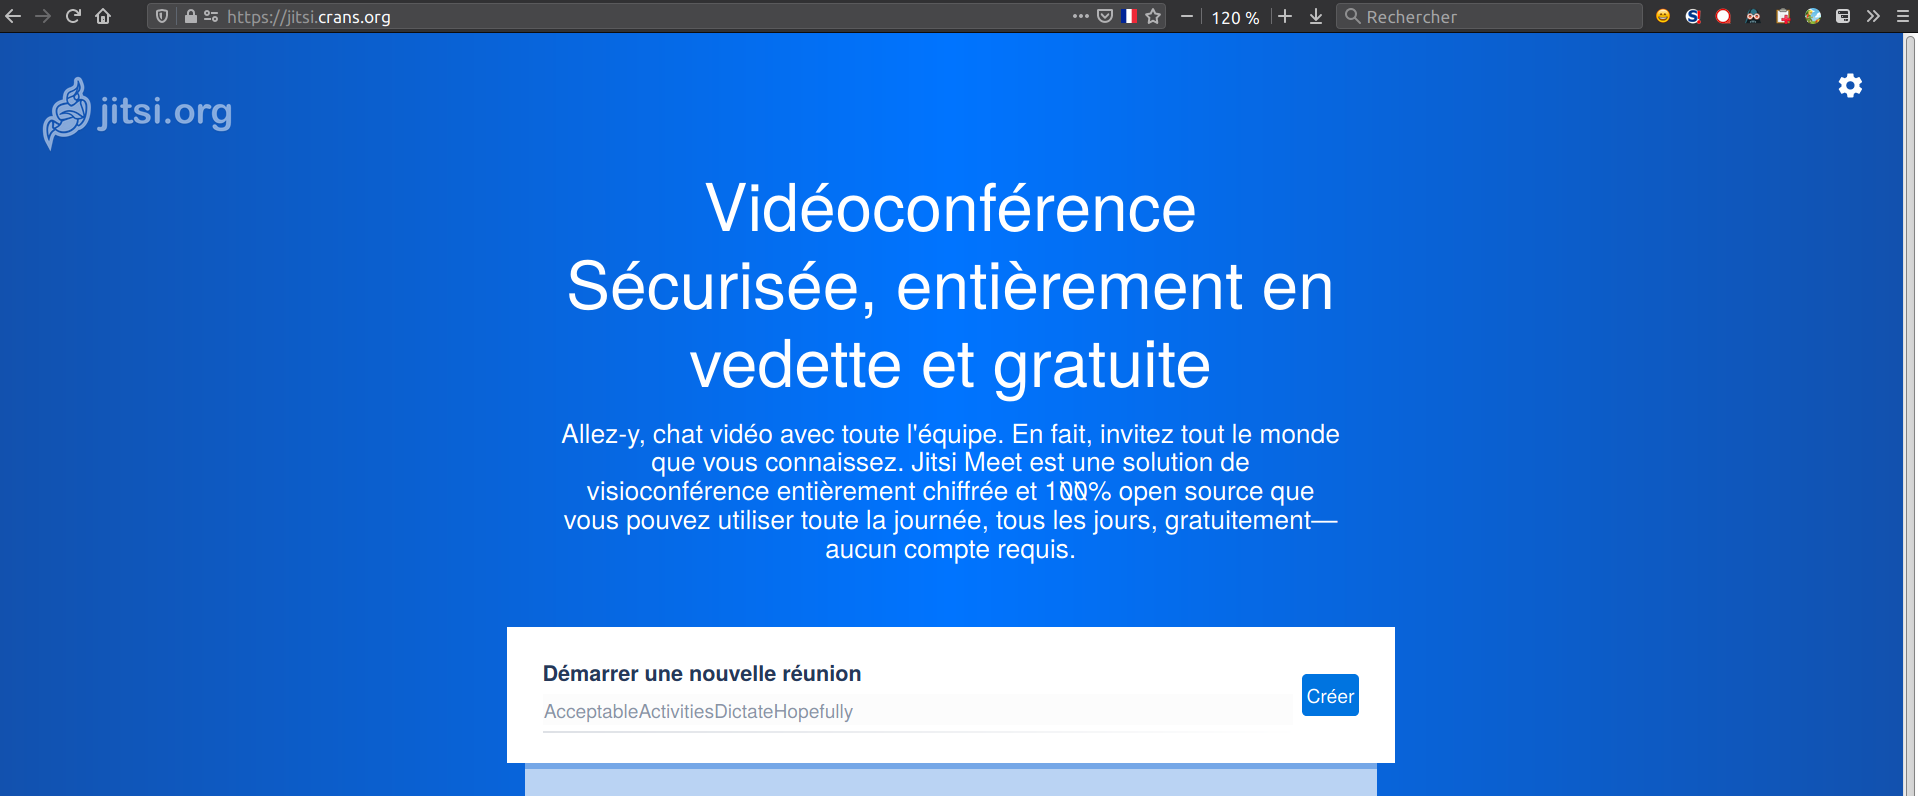 https://jitsi.crans.org
120 %
Rechercher
jitsi.org
Vidéoconférence
Sécurisée, entièrement en
vedette et gratuite
Allez-y, chat vidéo avec toute l'équipe. En fait, invitez tout le monde
que vous connaissez. Jitsi Meet est une solution de
visioconférence entièrement chiffrée et 100% open source que
vous pouvez utiliser toute la journée, tous les jours, gratuitement—
aucun compte requis.
Démarrer une nouvelle réunion
AcceptableActivitiesDictateHopefully
Créer